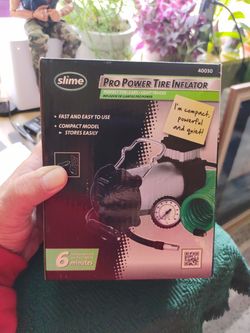 40050
slime
PRO POWER TIRE INFLATOR
I'm compact,
powerful
and quiet!
• FAST AND EASY TO USE
• COMPACT MODEL
STORES EASILY
6
minutes